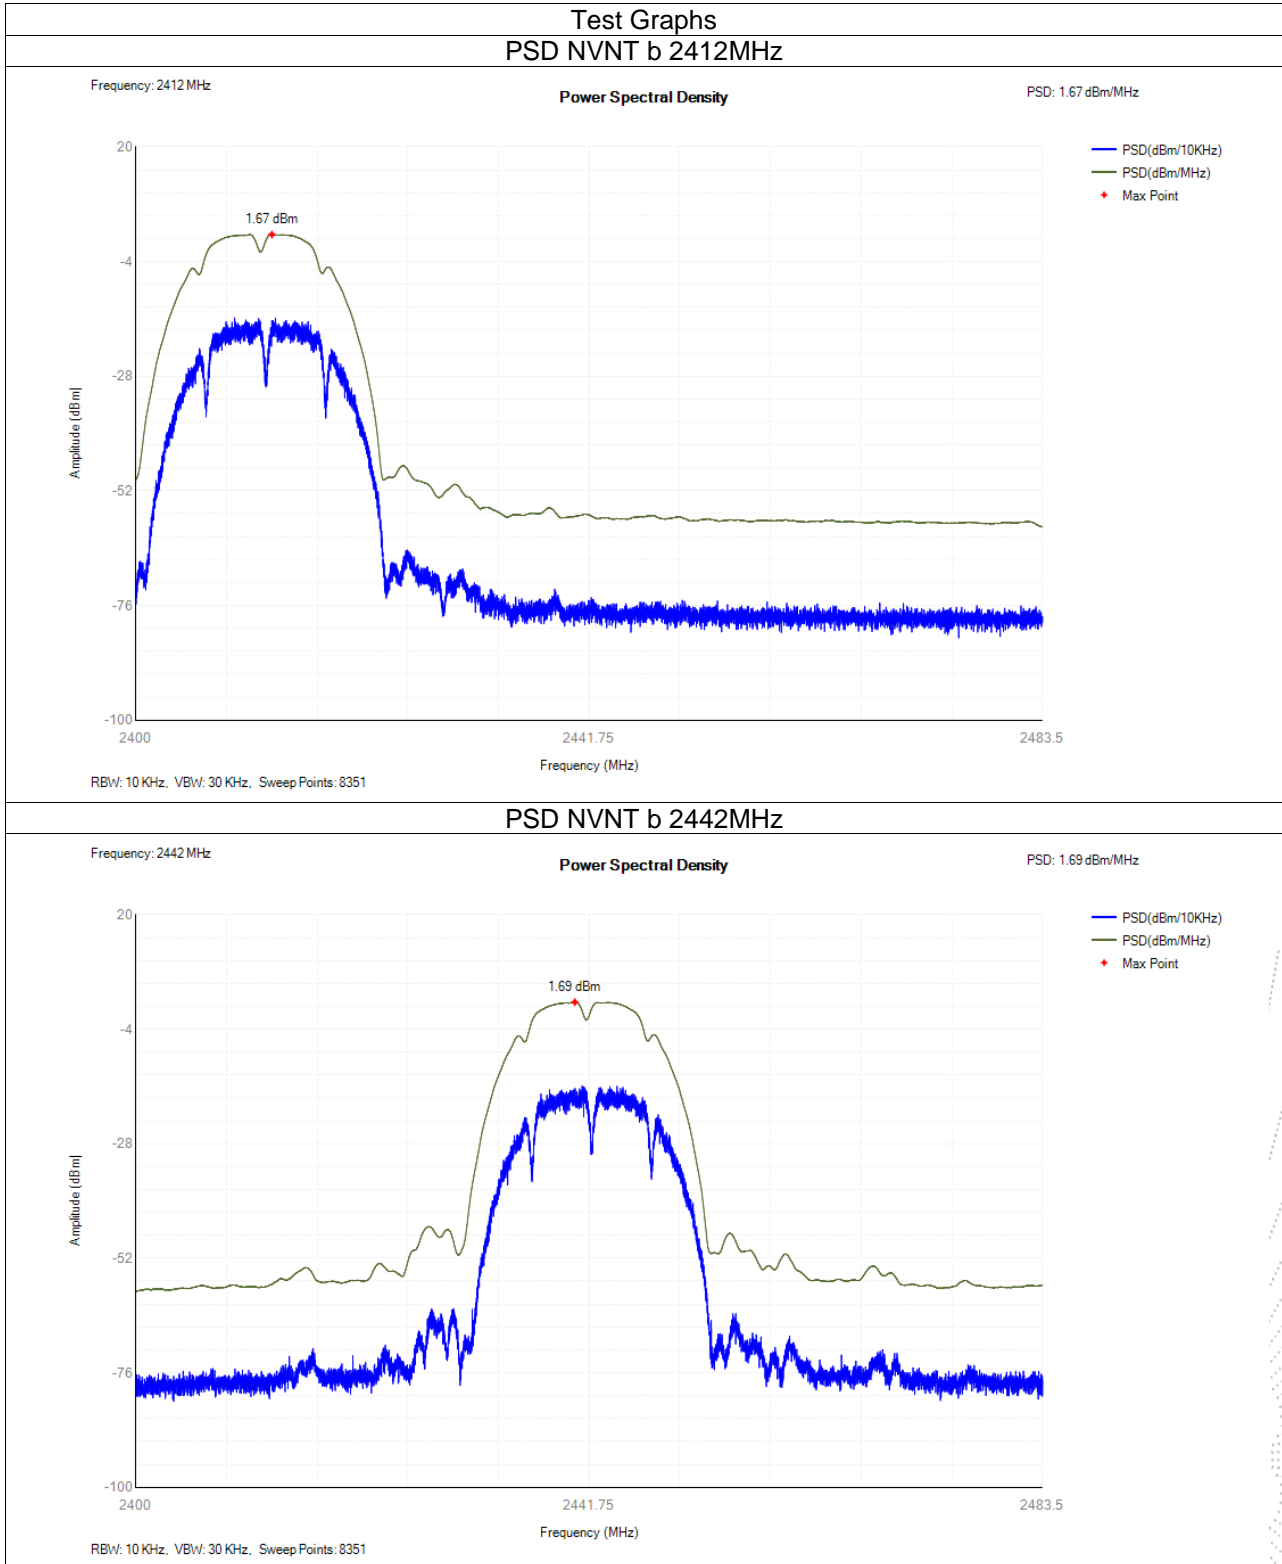 Test Graphs
PSD NVNT b 2412MHz
Frequency: 2412 MHz
Power Spectral Density
PSD: 1.67 dBm/MHz
PSD(dBm/10KHz)
PSD(dBm/MHz)
Max Point
1.67 dBm
20
-4
-28
-52
-76
-100
Amplitude (dBm)
2400
2441.75
2483.5
Frequency (MHz)
RBW: 10 KHz, VBW: 30 KHz, Sweep Points: 8351
PSD NVNT b 2442MHz
Frequency: 2442 MHz
Power Spectral Density
PSD: 1.69 dBm/MHz
PSD(dBm/10KHz)
PSD(dBm/MHz)
Max Point
1.69 dBm
20
-4
-28
-52
-76
-100
Amplitude (dBm)
2400
2441.75
2483.5
Frequency (MHz)
RBW: 10 KHz, VBW: 30 KHz, Sweep Points: 8351